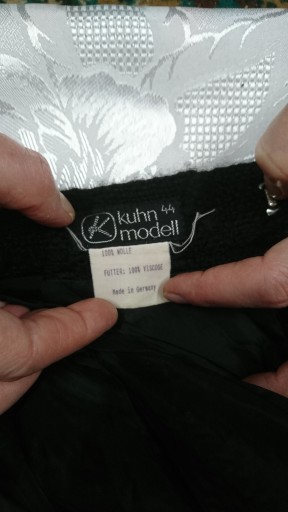 kuhn 44
modell
100% WOLLE
FUTTER: 100% VISCOSE
Made in Germany